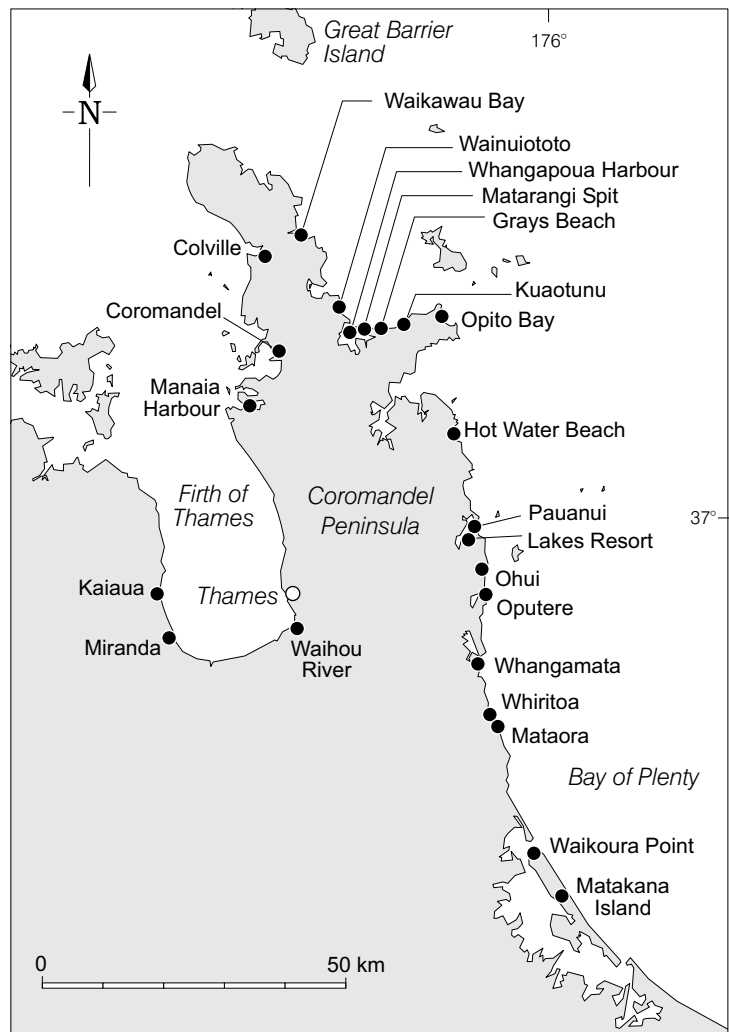 Great Barrier
Island
176°
N
Waikawau Bay
Wainuiototo
Whangapoua Harbour
Matarangi Spit
Grays Beach
Colville
Kuaotunu
Coromandel
Opito Bay
Manaia
Harbour
Hot Water Beach
Firth of
Thames
Coromandel
Peninsula
Pauanui
37°
Lakes Resort
Kaiaua
Thames
Ohui
Oputere
Miranda
Waihou
River
Whangamata
Whiritoa
Mataora
Bay of Plenty
Waikoura Point
Matakana
Island
0
50 km